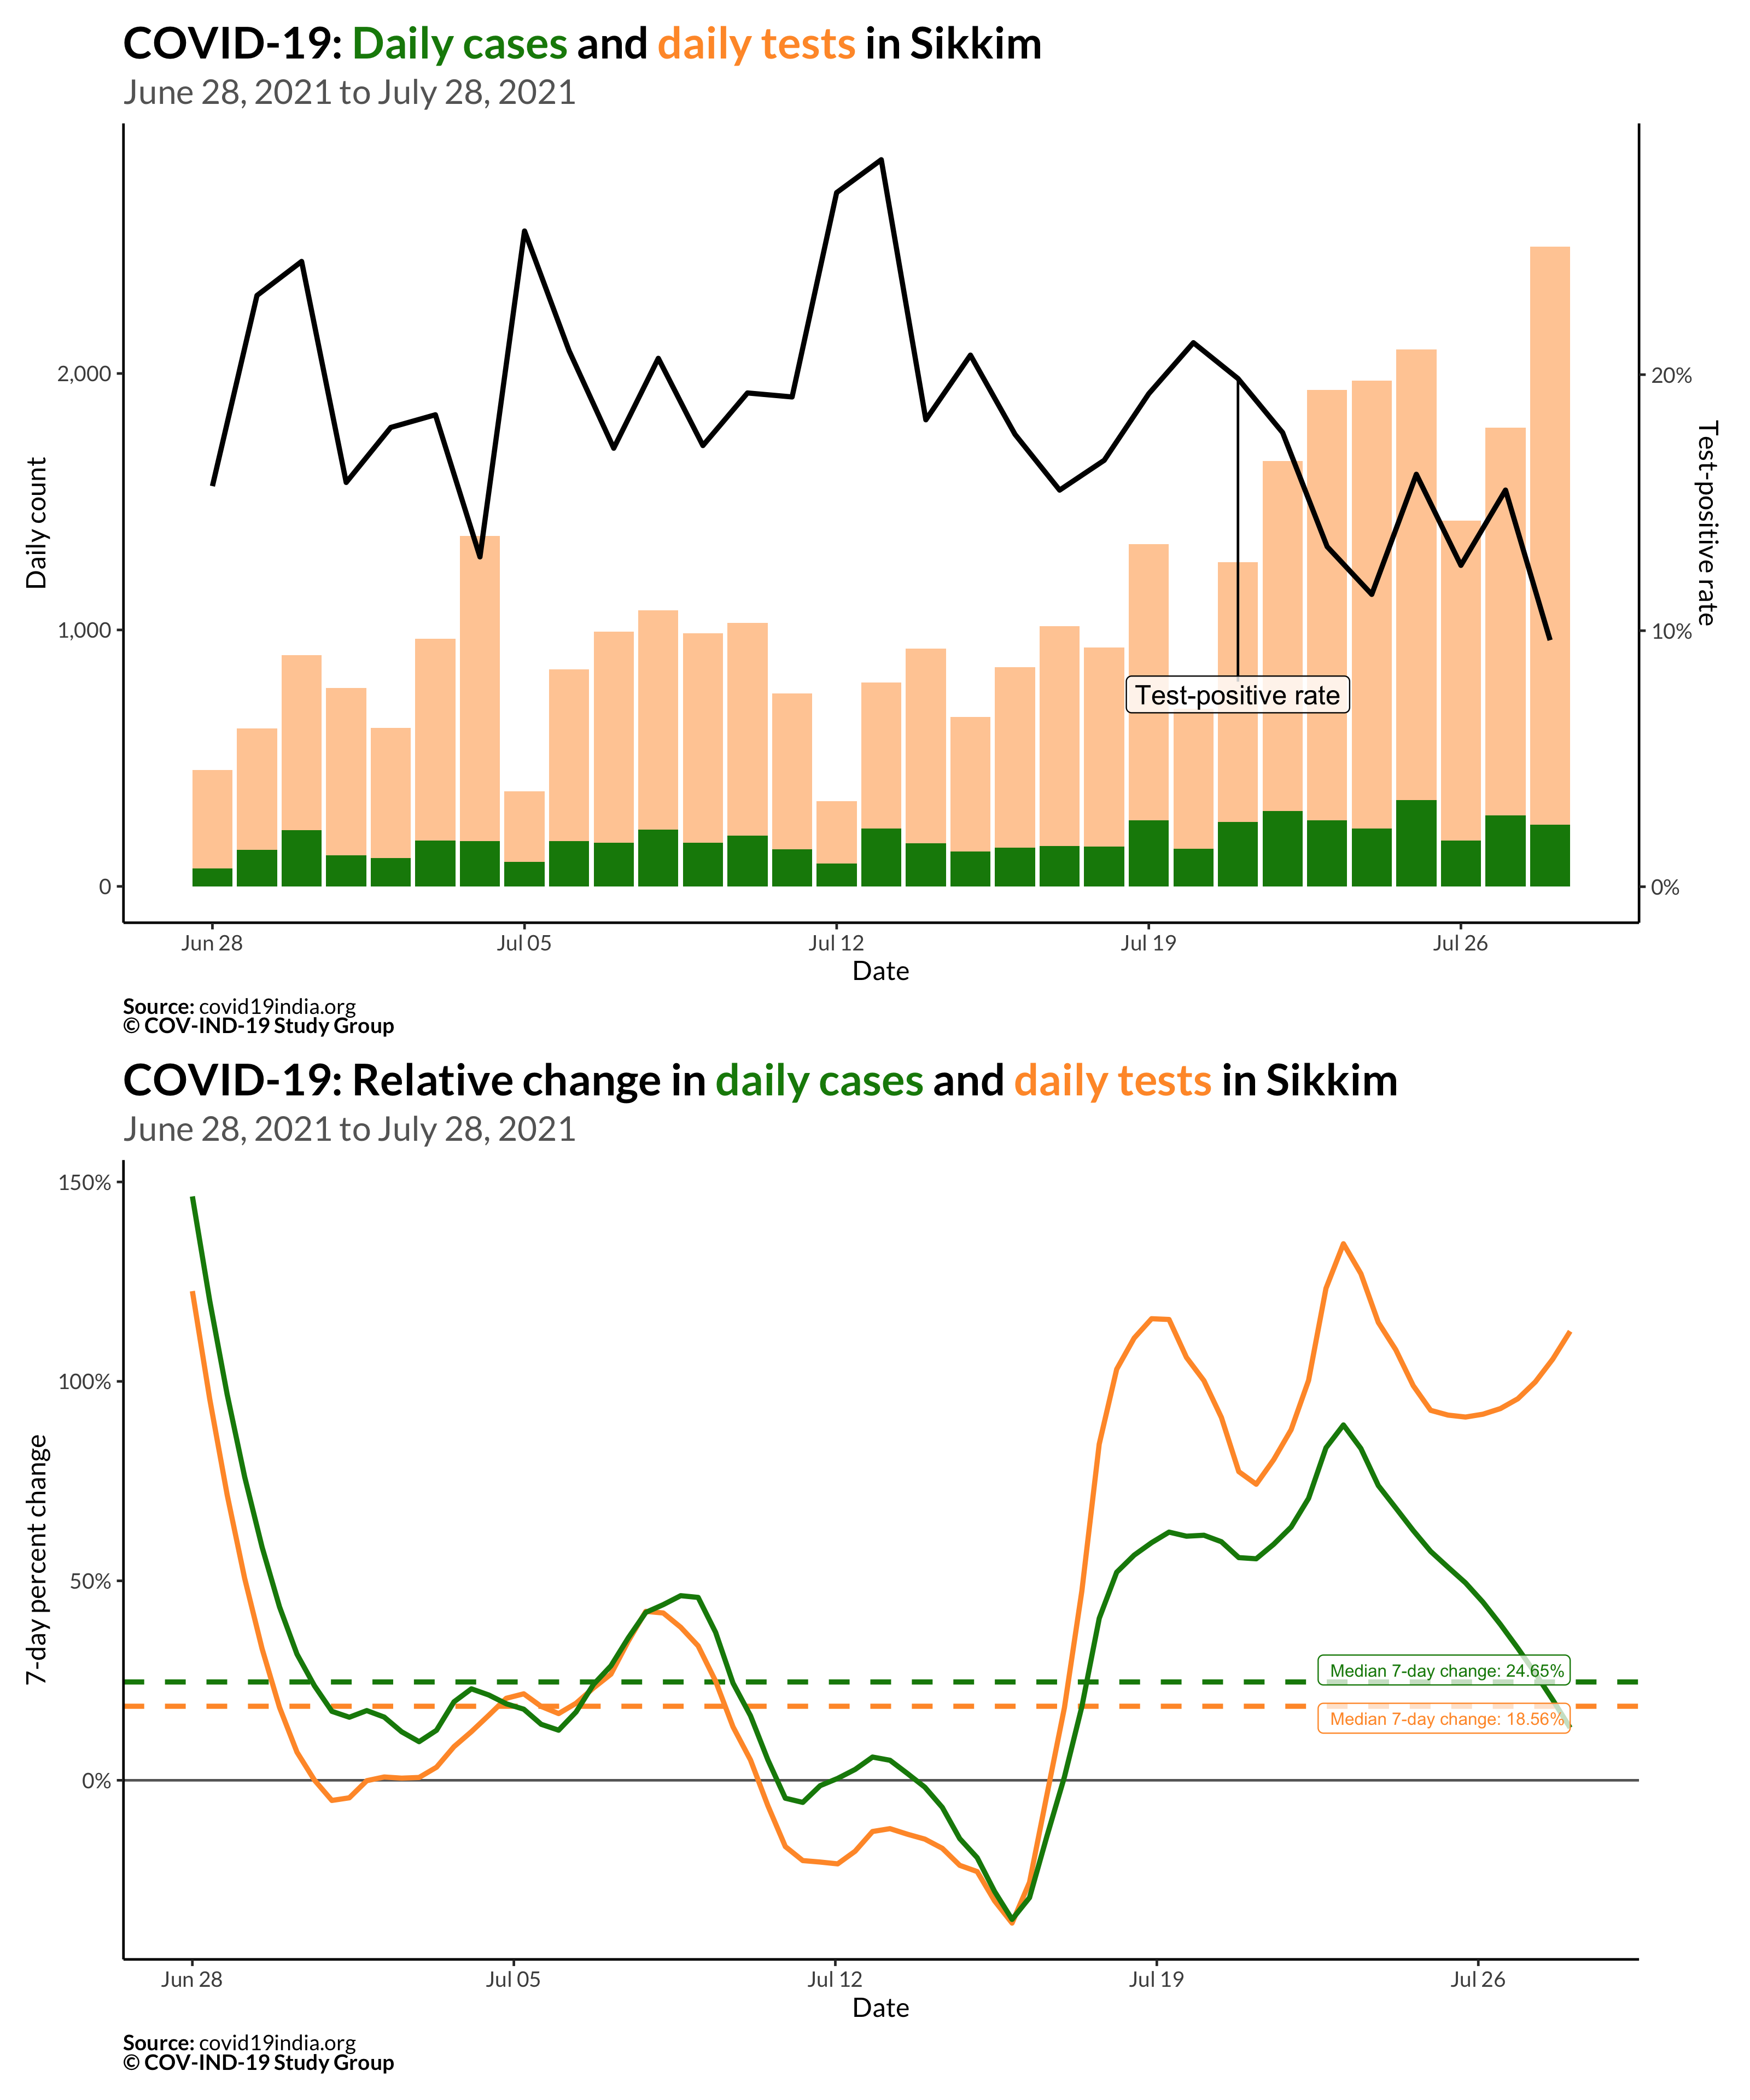 COVID-19: Daily cases and daily tests in Sikkim
June 28, 2021 to July 28, 2021
Daily count
2,000
1,000
0
20%
10%
0%
Test-positive rate
Test-positive rate
Jun 28
Jul 05
Jul 12
Jul 19
Jul 26
Date
Source: covid19india.org
© COV-IND-19 Study Group
COVID-19: Relative change in daily cases and daily tests in Sikkim
June 28, 2021 to July 28, 2021
7-day percent change
150%
100%
50%
0%
Median 7-day change: 24.65%
Median 7-day change: 18.56%
Jun 28
Jul 05
Jul 12
Jul 19
Jul 26
Date
Source: covid19india.org
© COV-IND-19 Study Group